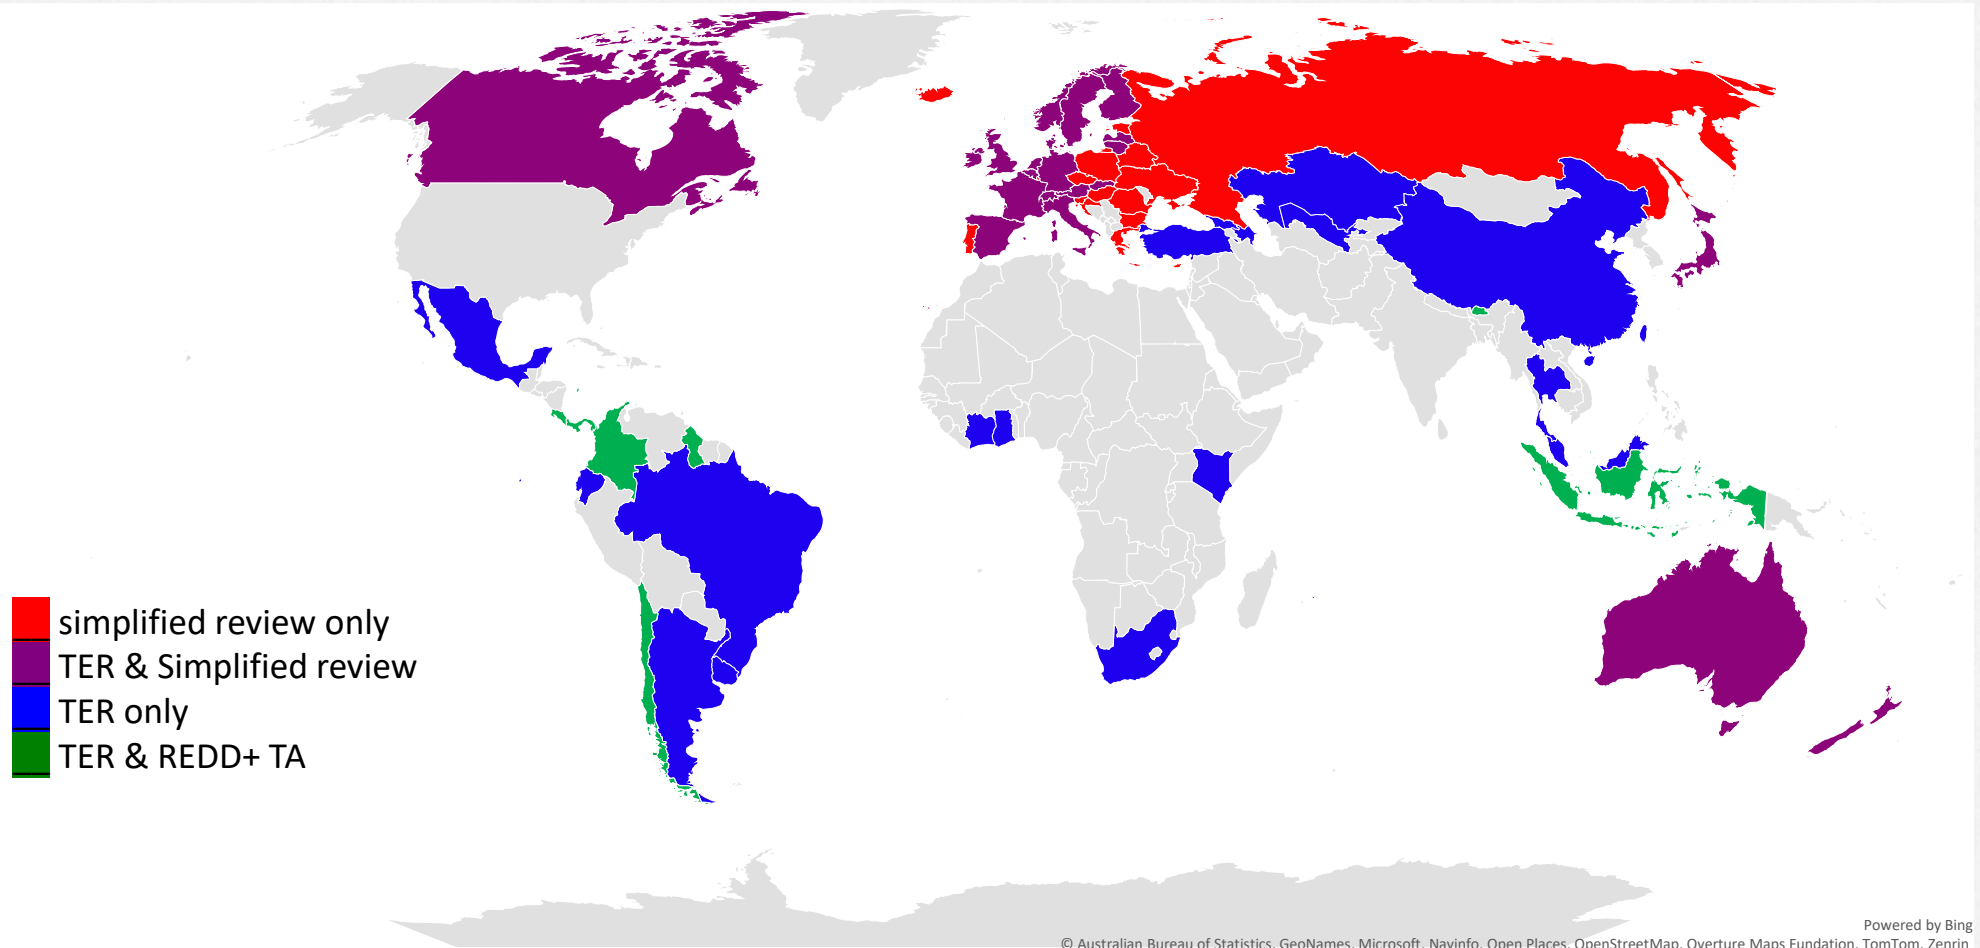 simplified review only
TER & Simplified review
TER only
TER & REDD+ TA
Powered by Bing
© Australian Bureau of Statistics, GeoNames, Microsoft, Navinfo, Open Places, OpenStreetMap, Overture Maps Fundation, TomTom, Zenrin